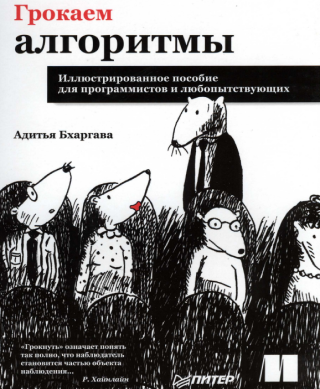 Грокаем
алгоритмы
Иллюстрированное пособие
для программистов и любопытствующих
Адитья Бхаргава
«Грокнуть» означает понять
так полно, что наблюдатель
становится частью объекта
наблюдения...
Р. Хайнлайн
ПИТЕР